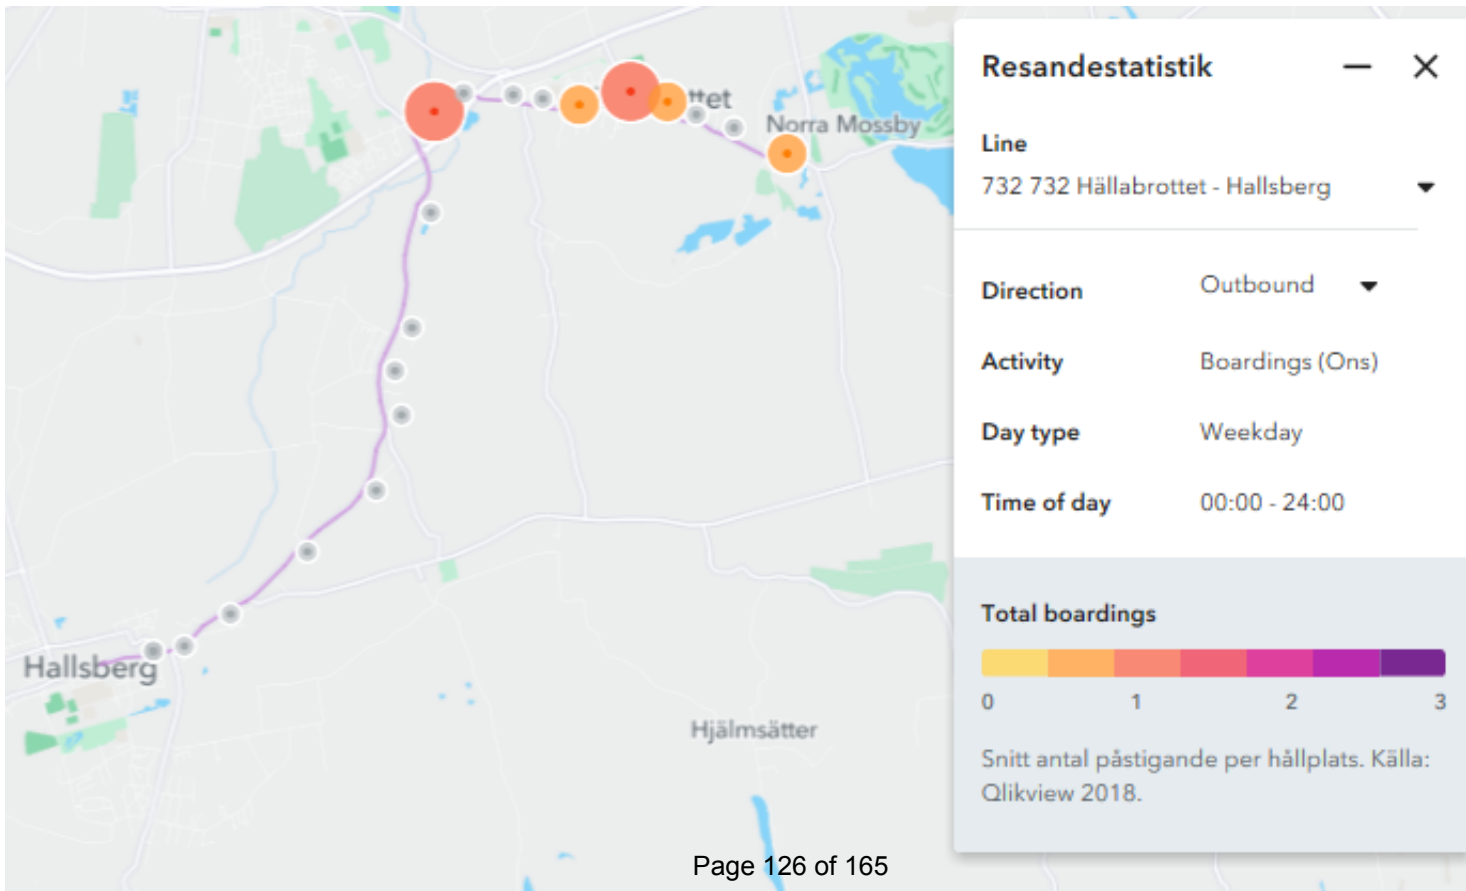 ttet
Norra Mossby
Hallsberg
Hjälmsätter
Resandestatistik
Line
732 732 Hällabrottet - Hallsberg
Direction Outbound
Activity Boardings (Ons)
Day type Weekday
Time of day 00:00 - 24:00
Total boardings
0 1 2 3
Snitt antal påstigande per hållplats. Källa:
Qlikview 2018.
Page 126 of 165